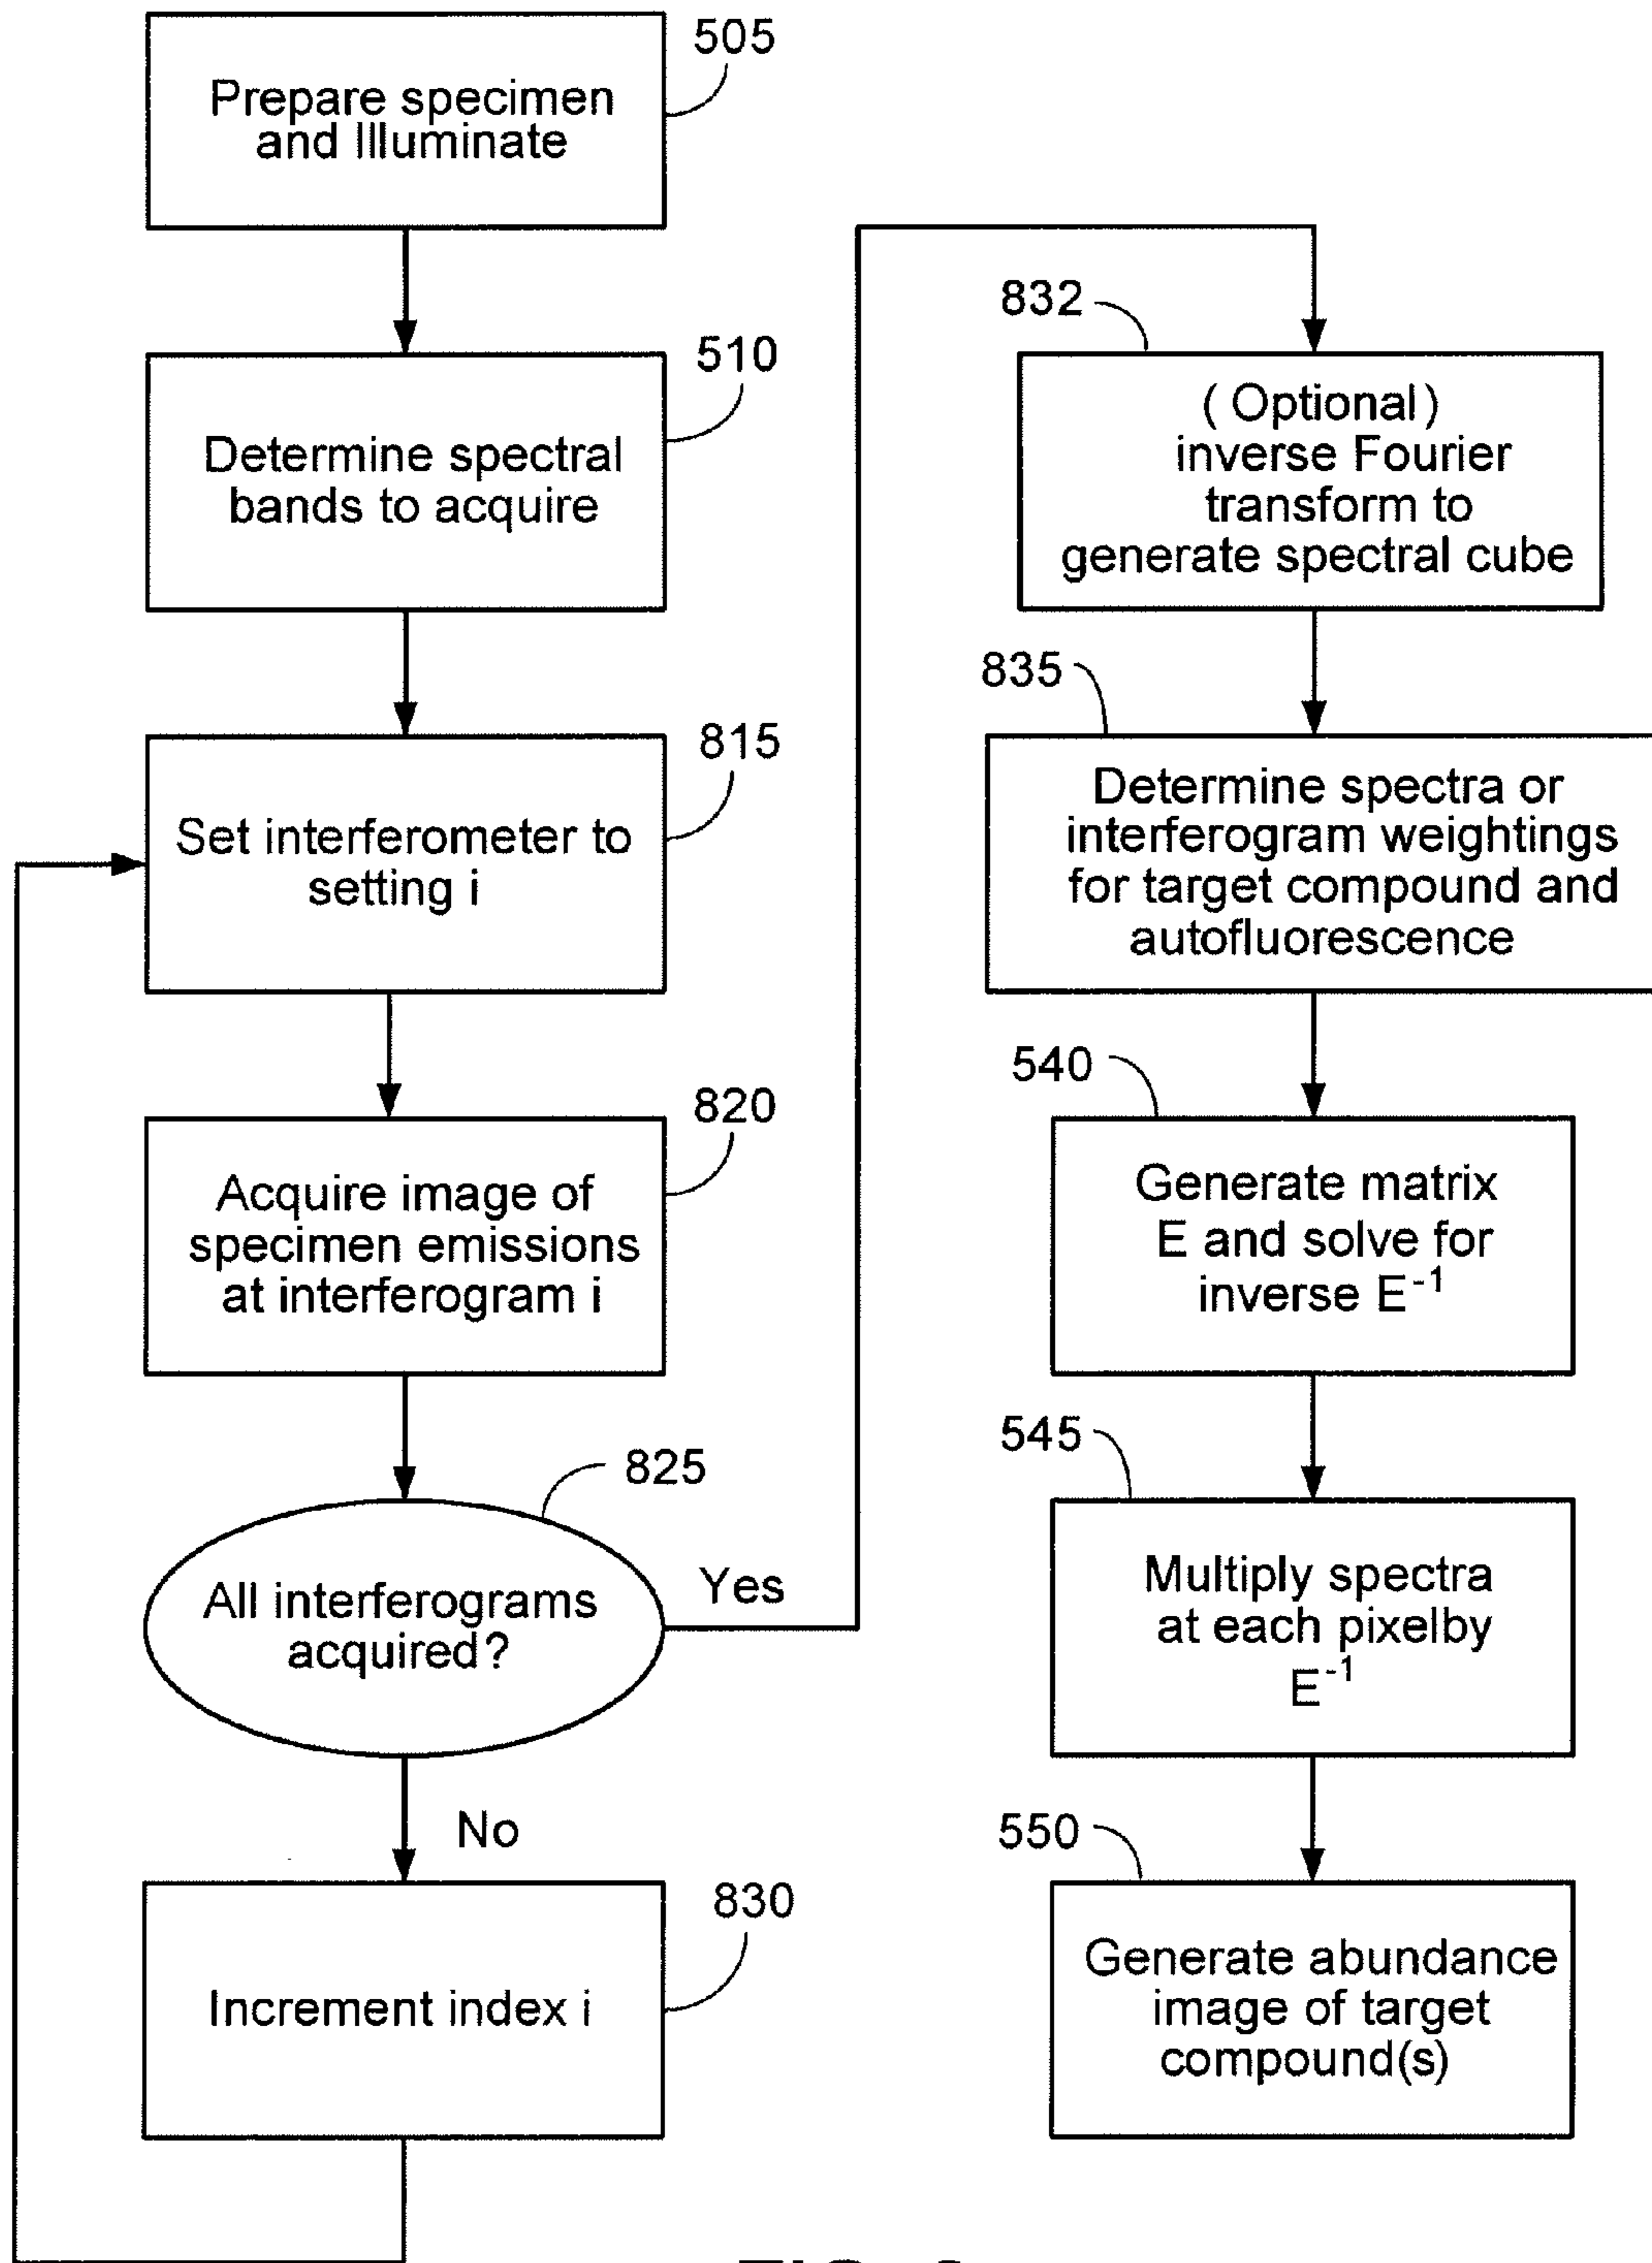 505
Prepare specimen
and Illuminate
510
Determine spectral
bands to acquire
815
Set interferometer to
setting i
820
Acquire image of
specimen emissions
at interferogram i
825
All interferograms
acquired?
Yes
No
830
Increment index i
832
( Optional)
inverse Fourier
transform to
generate spectral cube
835
Determine spectra or
interferogram weightings
for target compound and
autofluorescence
540
Generate matrix
E and solve for
inverse E⁻¹
545
Multiply spectra
at each pixelby
E⁻¹
550
Generate abundance
image of target
compound(s)